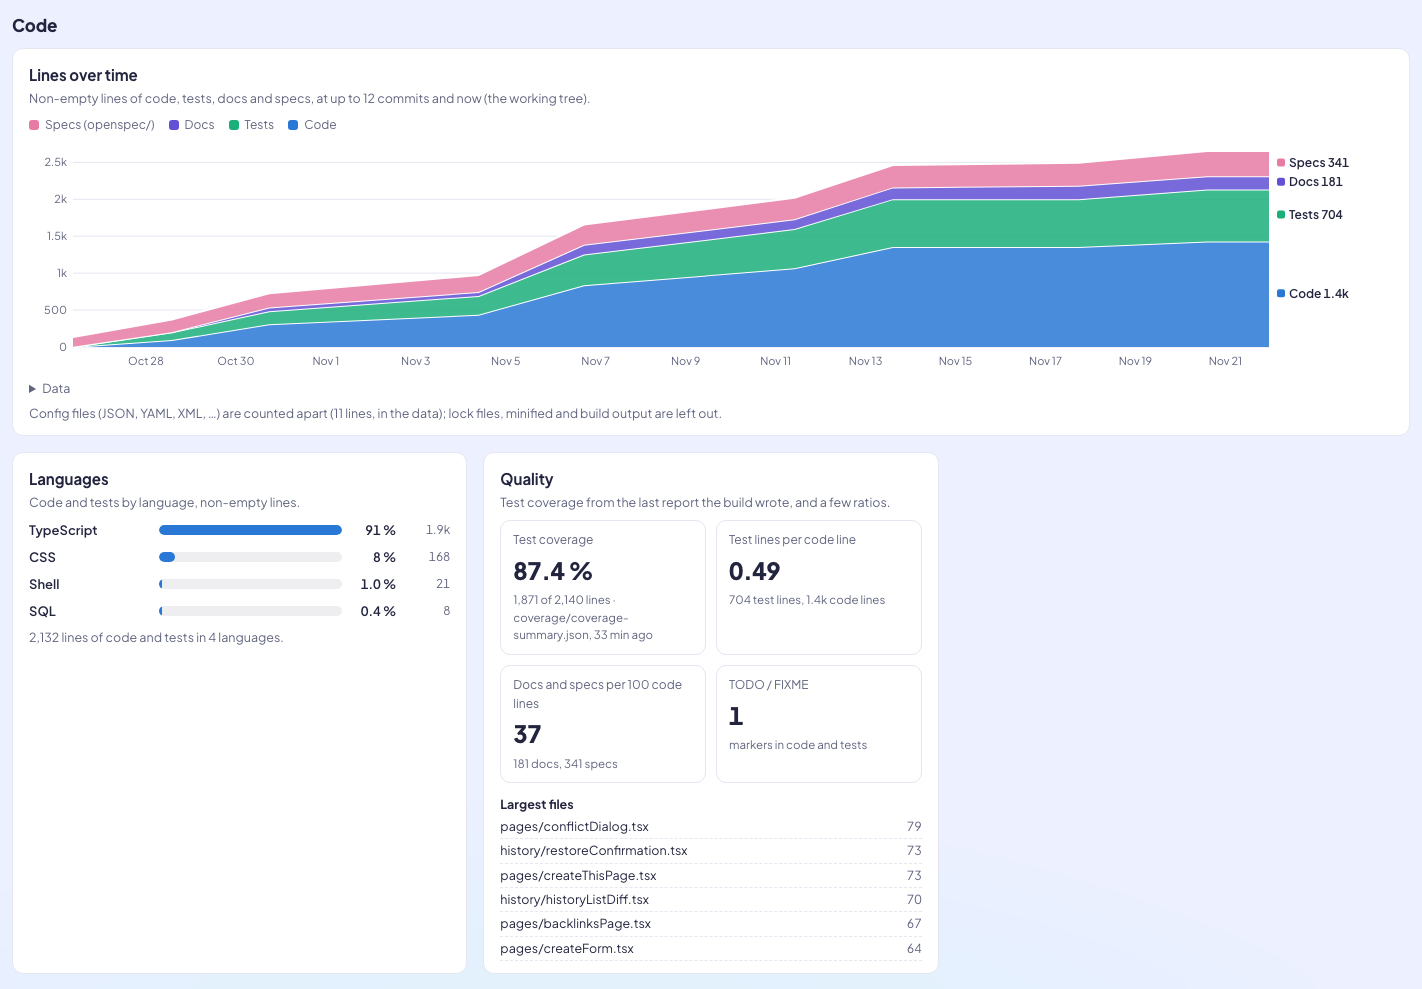 Code
Lines over time
Non-empty lines of code, tests, docs and specs, at up to 12 commits and now (the working tree).
Specs (openspec/) Docs Tests Code
2.5k
2k
1.5k
1k
500
0
Specs 341
Docs 181
Tests 704
Code 1.4k
Oct 28 Oct 30 Nov 1 Nov 3 Nov 5 Nov 7 Nov 9 Nov 11 Nov 13 Nov 15 Nov 17 Nov 19 Nov 21
Data
Config files (JSON, YAML, XML, …) are counted apart (11 lines, in the data); lock files, minified and build output are left out.
Languages
Code and tests by language, non-empty lines.
TypeScript 91 % 1.9k
CSS 8 % 168
Shell 1.0 % 21
SQL 0.4 % 8
2,132 lines of code and tests in 4 languages.
Quality
Test coverage from the last report the build wrote, and a few ratios.
Test coverage
87.4 %
1,871 of 2,140 lines ·
coverage/coverage-
summary.json, 33 min ago
Test lines per code line
0.49
704 test lines, 1.4k code lines
Docs and specs per 100 code
lines
37
181 docs, 341 specs
TODO / FIXME
1
markers in code and tests
Largest files
pages/conflictDialog.tsx 79
history/restoreConfirmation.tsx 73
pages/createThisPage.tsx 73
history/historyListDiff.tsx 70
pages/backlinksPage.tsx 67
pages/createForm.tsx 64